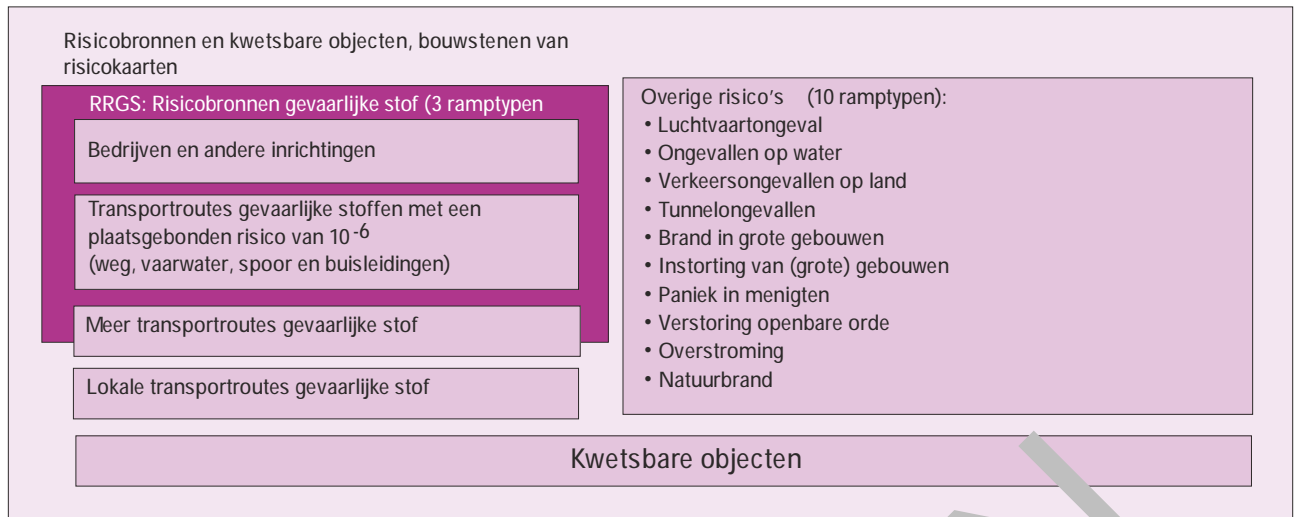 Risicobronnen en kwetsbare objecten, bouwstenen van
risicokaarten
RRGS: Risicobronnen gevaarlijke stof (3 ramptypen
Bedrijven en andere inrichtingen
Transportroutes gevaarlijke stoffen met een
plaatsgebonden risico van 10-6
(weg, vaarwater, spoor en buisleidingen)
Meer transportroutes gevaarlijke stof
Lokale transportroutes gevaarlijke stof
Overige risico's (10 ramptypen):
• Luchtvaartongeval
• Ongevallen op water
• Verkeersongevallen op land
• Tunnelongevallen
• Brand in grote gebouwen
• Instorting van (grote) gebouwen
• Paniek in menigten
• Verstoring openbare orde
• Overstroming
• Natuurbrand
Kwetsbare objecten